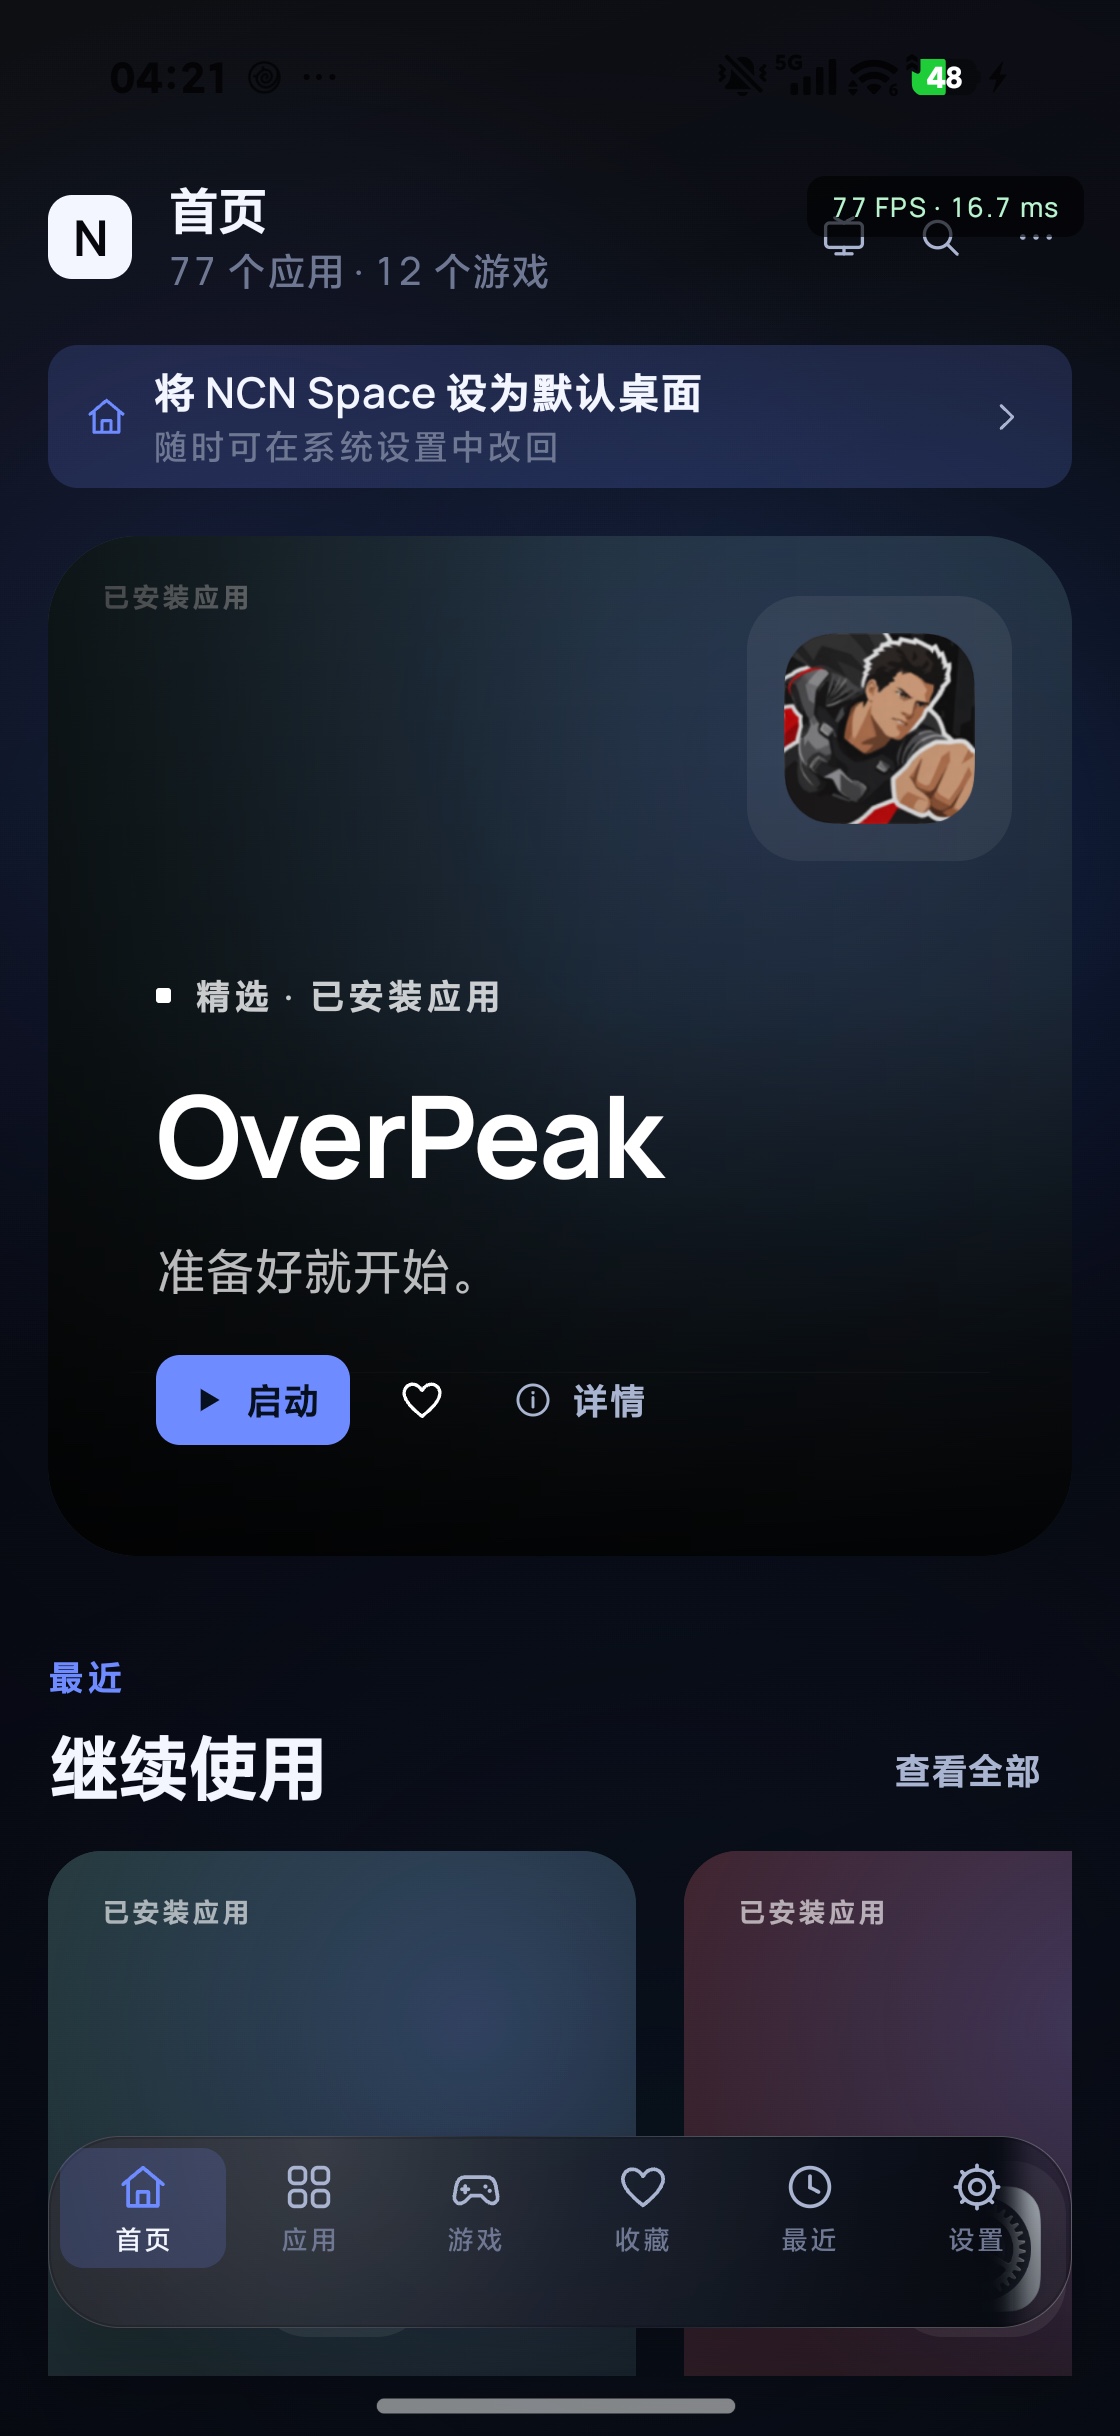 04:21 ···
5G 6 48
77 FPS · 16.7 ms
N
首页
77 个应用 · 12 个游戏
将 NCN Space 设为默认桌面
随时可在系统设置中改回
已安装应用
精选 · 已安装应用
OverPeak
准备好就开始。
启动
详情
最近
继续使用
查看全部
已安装应用
已安装应用
首页 应用 游戏 收藏 最近 设置